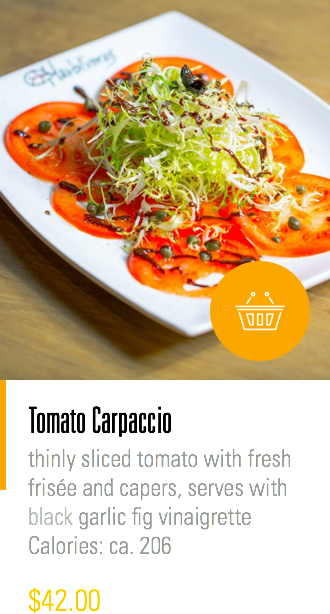 Herblimes
Tomato Carpaccio
thinly sliced tomato with fresh
frisée and capers, serves with
black garlic fig vinaigrette
Calories: ca. 206
$42.00